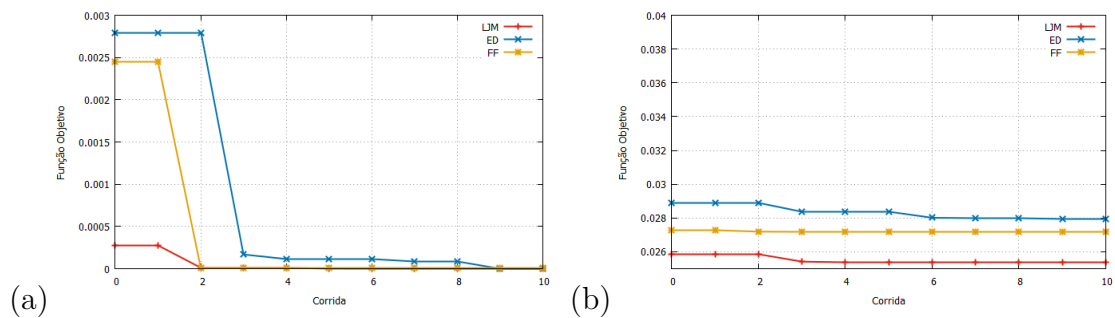 0.003
0.0025
0.002
0.0015
0.001
0.0005
0
Função Objetivo
LJM
ED
FF
0 2 4 6 8 10
Corrida
(a)
0.04
0.038
0.036
0.034
0.032
0.03
0.028
0.026
Função Objetivo
LJM
ED
FF
0 2 4 6 8 10
Corrida
(b)